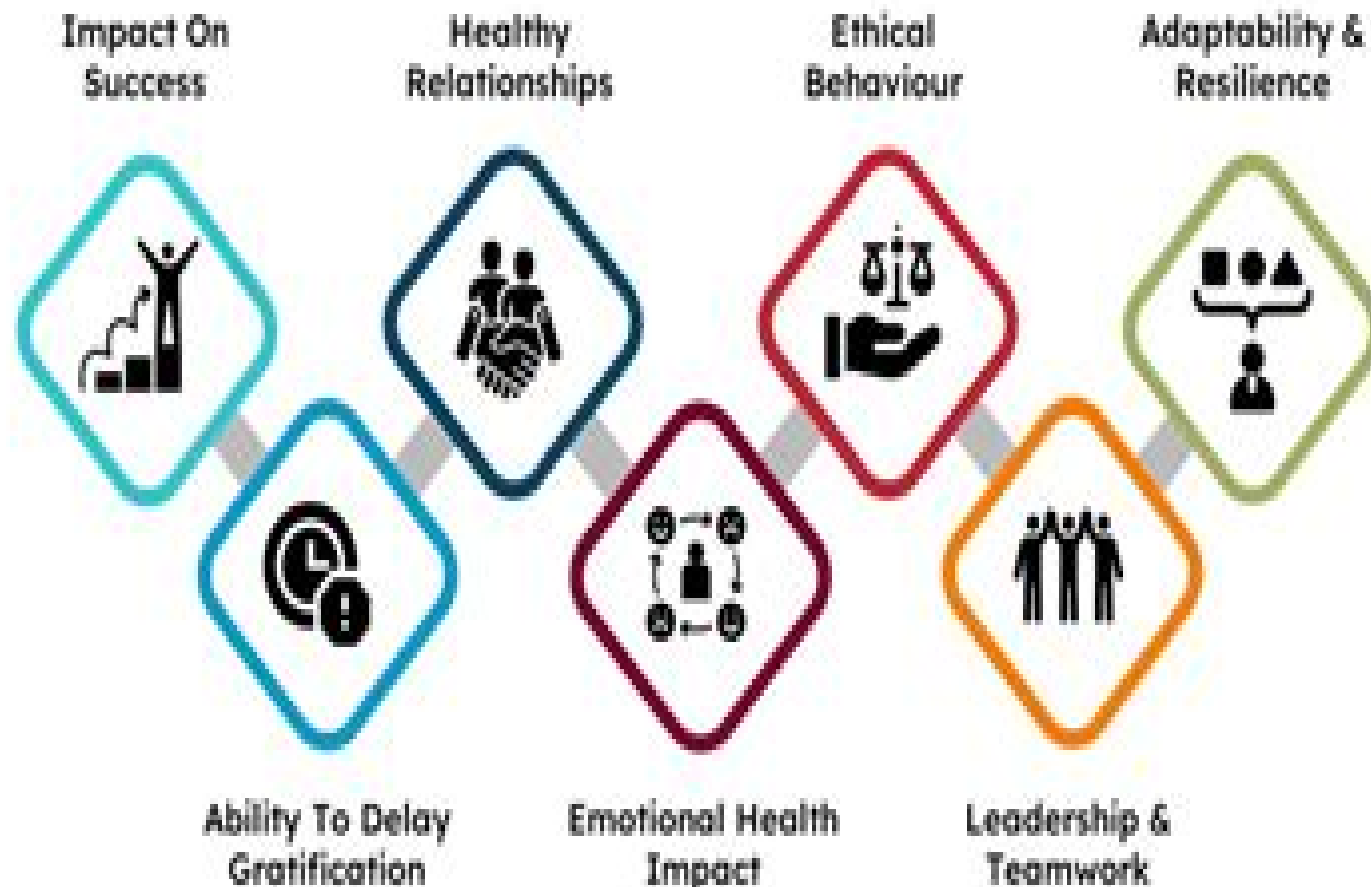 Impact On
Success
Healthy
Relationships
Ethical
Behaviour
Adaptability &
Resilience
Ability To Delay
Gratification
Emotional Health
Impact
Leadership &
Teamwork